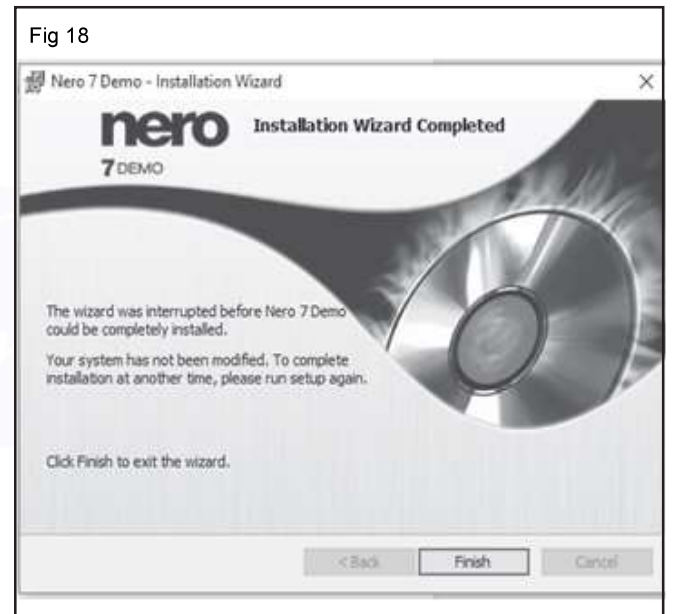 Fig 18
Nero 7 Demo - Installation Wizard
nero
7 DEMO
Installation Wizard Completed
The wizard was interrupted before Nero 7 Demo
could be completely installed.
Your system has not been modified. To complete
installation at another time, please run setup again.
Click Finish to exit the wizard.
< Back
Finish
Cancel